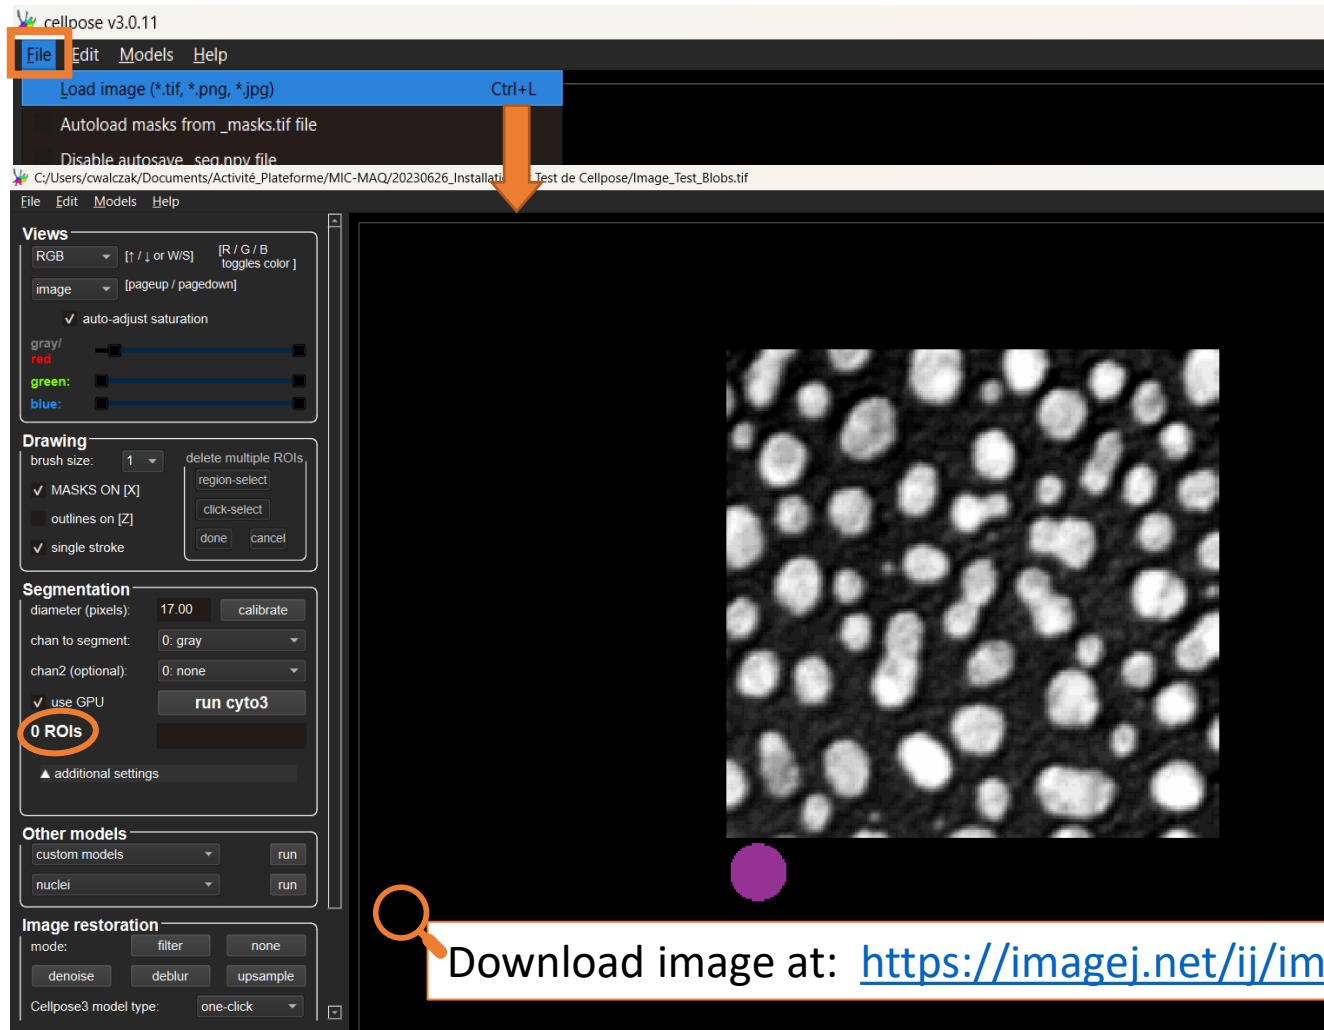 cellpose v3.0.11
File Edit Models Help
Load image (*.tif, *.png, *.jpg) Ctrl+L
Autoload masks from _masks.tif file
Disable autosave _seg.npy file
C:/Users/cwalczak/Documents/Activité_Plateforme/MIC-MAQ/20230626_Installati Test de Cellpose/Image_Test_Blobs.tif
File Edit Models Help
Views
RGB [↑ / ↓ or W/S] [R / G / B
toggles color ]
image [pageup / pagedown]
auto-adjust saturation
gray/
red
green:
blue:
Drawing
brush size: 1 delete multiple ROIs
MASKS ON [X] region-select
outlines on [Z] click-select
single stroke done cancel
Segmentation
diameter (pixels): 17.00 calibrate
chan to segment: 0: gray
chan2 (optional): 0: none
use GPU run cyto3
0 ROIs
▲ additional settings
Other models
custom models run
nuclei run
Image restoration
mode: filter none
denoise deblur upsample
Cellpose3 model type: one-click
Download image at: https://imagej.net/ij/im